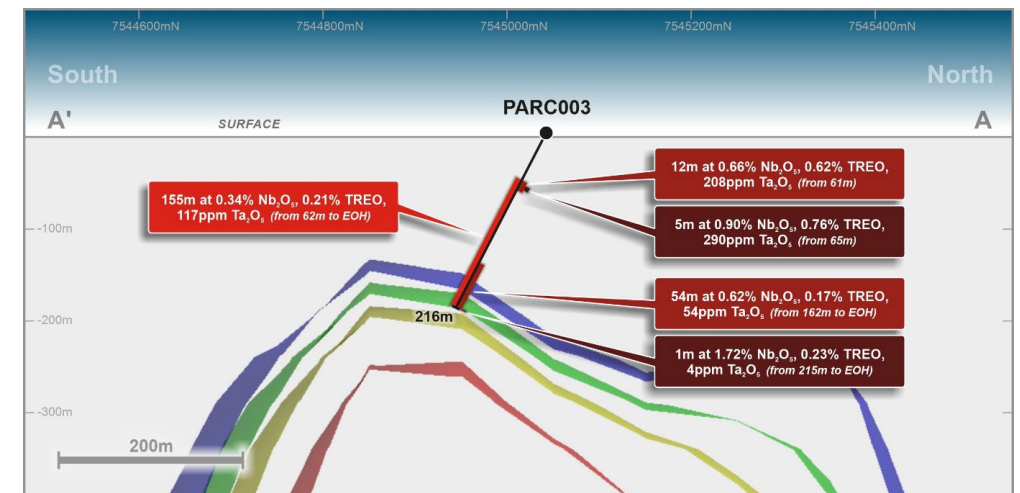 7544600mN 7544800mN 7545000mN 7545200mN 7545400mN
South North
PARC003
A' SURFACE A
12m at 0.66% Nb₂O₅, 0.62% TREO,
208ppm Ta₂O₅ (from 61m)
155m at 0.34% Nb₂O₅, 0.21% TREO,
117ppm Ta₂O₅ (from 62m to EOH)
5m at 0.90% Nb₂O₅, 0.76% TREO,
290ppm Ta₂O₅ (from 65m)
-100m
54m at 0.62% Nb₂O₅, 0.17% TREO,
54ppm Ta₂O₅ (from 162m to EOH)
216m
-200m
1m at 1.72% Nb₂O₅, 0.23% TREO,
4ppm Ta₂O₅ (from 215m to EOH)
-300m
200m